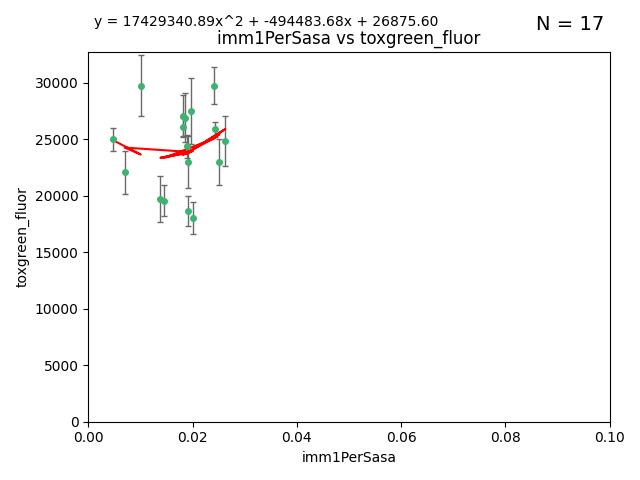 y = 17429340.89x^2 + -494483.68x + 26875.60
N = 17
imm1PerSasa vs toxgreen_fluor
30000
25000
20000
15000
10000
5000
0
toxgreen_fluor
0.00 0.02 0.04 0.06 0.08 0.10
imm1PerSasa